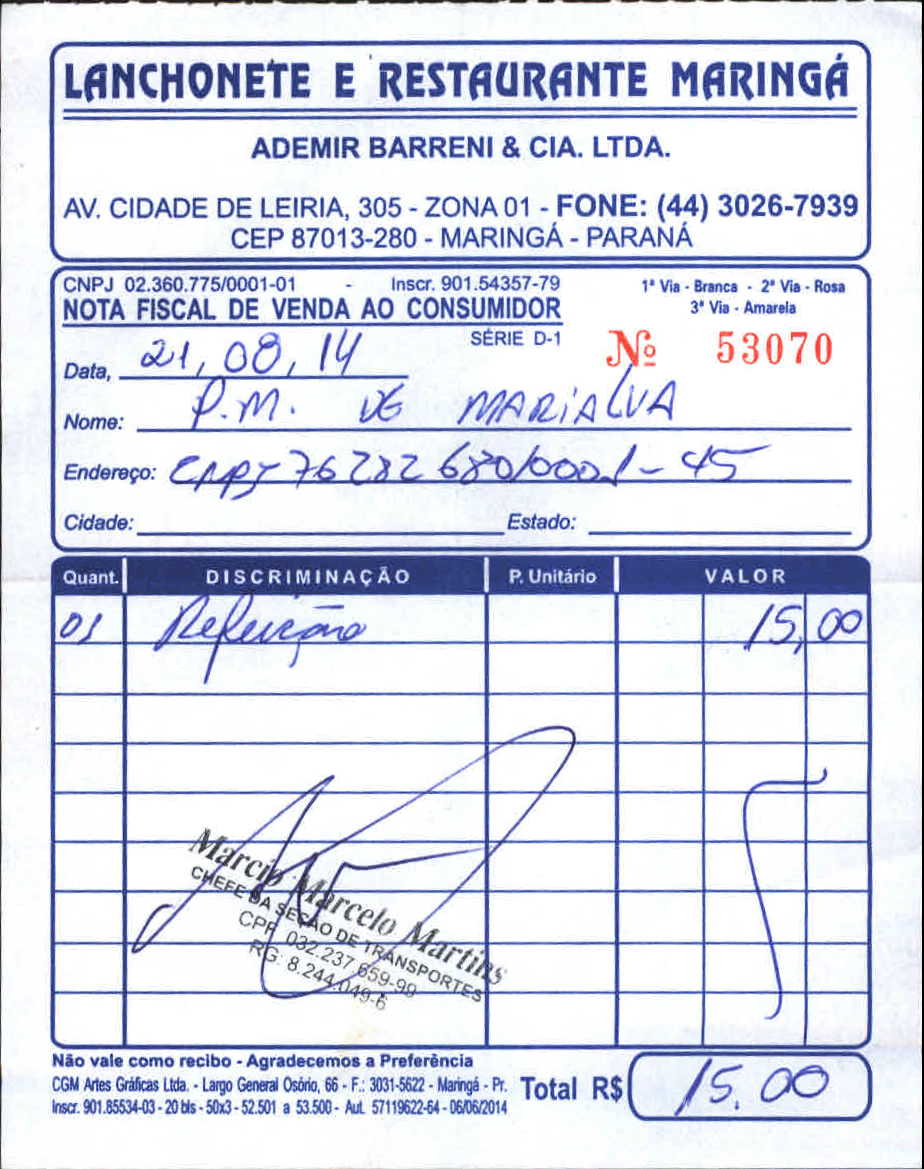 LANCHONETE E RESTAURANTE MARINGÁ
ADEMIR BARRENI & CIA. LTDA.
AV. CIDADE DE LEIRIA, 305 - ZONA 01 - FONE: (44) 3026-7939
CEP 87013-280 - MARINGÁ - PARANÁ
CNPJ 02.360.775/0001-01 - Inscr. 901.54357-79
1ª Via - Branca - 2ª Via - Rosa
3ª Via - Amarela
NOTA FISCAL DE VENDA AO CONSUMIDOR
SÉRIE D-1
Nº 53070
Data, 21, 08, 14
Nome: P.M. DE MARIALVA
Endereço: CNPJ 76282680/0001-45
Cidade: Estado:
Quant. DISCRIMINAÇÃO P. Unitário VALOR
01 Refeição 15,00
Marcio Marcelo Martins
CHEFE DA SEÇÃO DE TRANSPORTES
CPF 032.237.659-99
RG: 8.244.049-6
Não vale como recibo - Agradecemos a Preferência
CGM Artes Gráficas Ltda. - Largo General Osório, 66 - F.: 3031-5622 - Maringá - Pr.
Inscr. 901.85534-03 - 20 bls - 50x3 - 52.501 a 53.500 - Aut. 57119622-64 - 06/06/2014
Total R$ 15.00